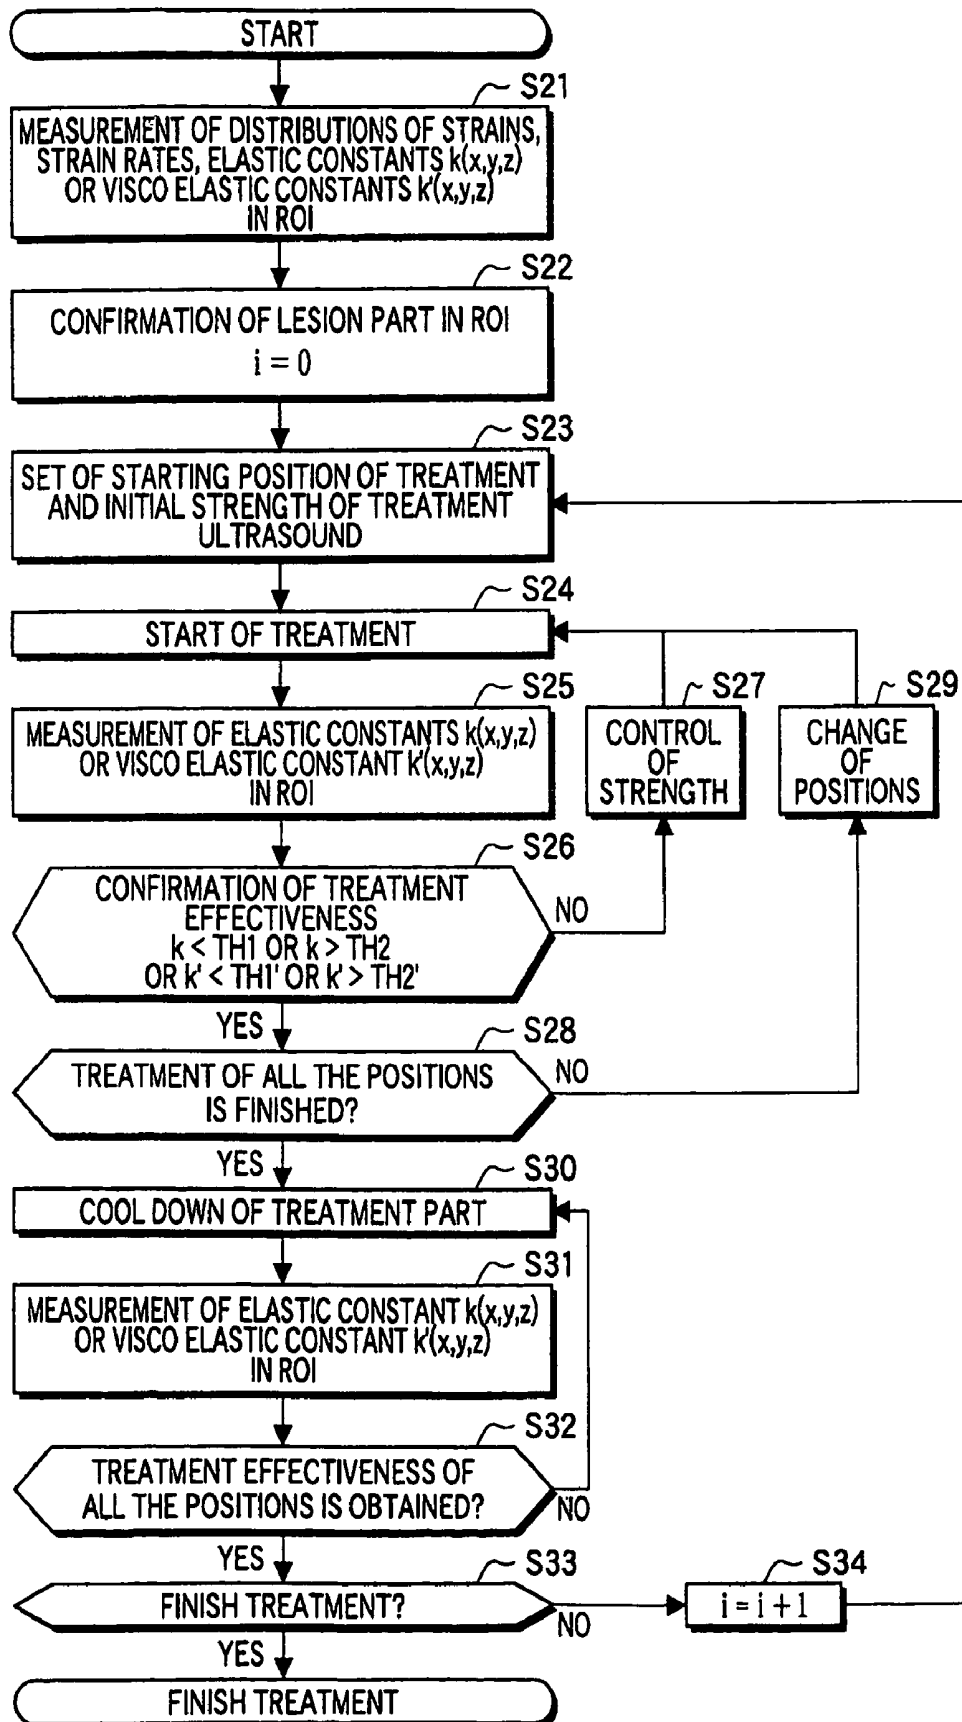 START
S21
MEASUREMENT OF DISTRIBUTIONS OF STRAINS,
STRAIN RATES, ELASTIC CONSTANTS k(x,y,z)
OR VISCO ELASTIC CONSTANTS k'(x,y,z)
IN ROI
S22
CONFIRMATION OF LESION PART IN ROI
i = 0
S23
SET OF STARTING POSITION OF TREATMENT
AND INITIAL STRENGTH OF TREATMENT
ULTRASOUND
S24
START OF TREATMENT
S25
MEASUREMENT OF ELASTIC CONSTANTS k(x,y,z)
OR VISCO ELASTIC CONSTANT k'(x,y,z)
IN ROI
S27
CONTROL
OF
STRENGTH
S29
CHANGE
OF
POSITIONS
S26
CONFIRMATION OF TREATMENT
EFFECTIVENESS
k < TH1 OR k > TH2
OR k' < TH1' OR k' > TH2'
NO
YES
S28
TREATMENT OF ALL THE POSITIONS
IS FINISHED?
NO
YES
S30
COOL DOWN OF TREATMENT PART
S31
MEASUREMENT OF ELASTIC CONSTANT k(x,y,z)
OR VISCO ELASTIC CONSTANT k'(x,y,z)
IN ROI
S32
TREATMENT EFFECTIVENESS OF
ALL THE POSITIONS IS OBTAINED?
NO
YES
S33
FINISH TREATMENT?
NO
S34
i = i + 1
YES
FINISH TREATMENT